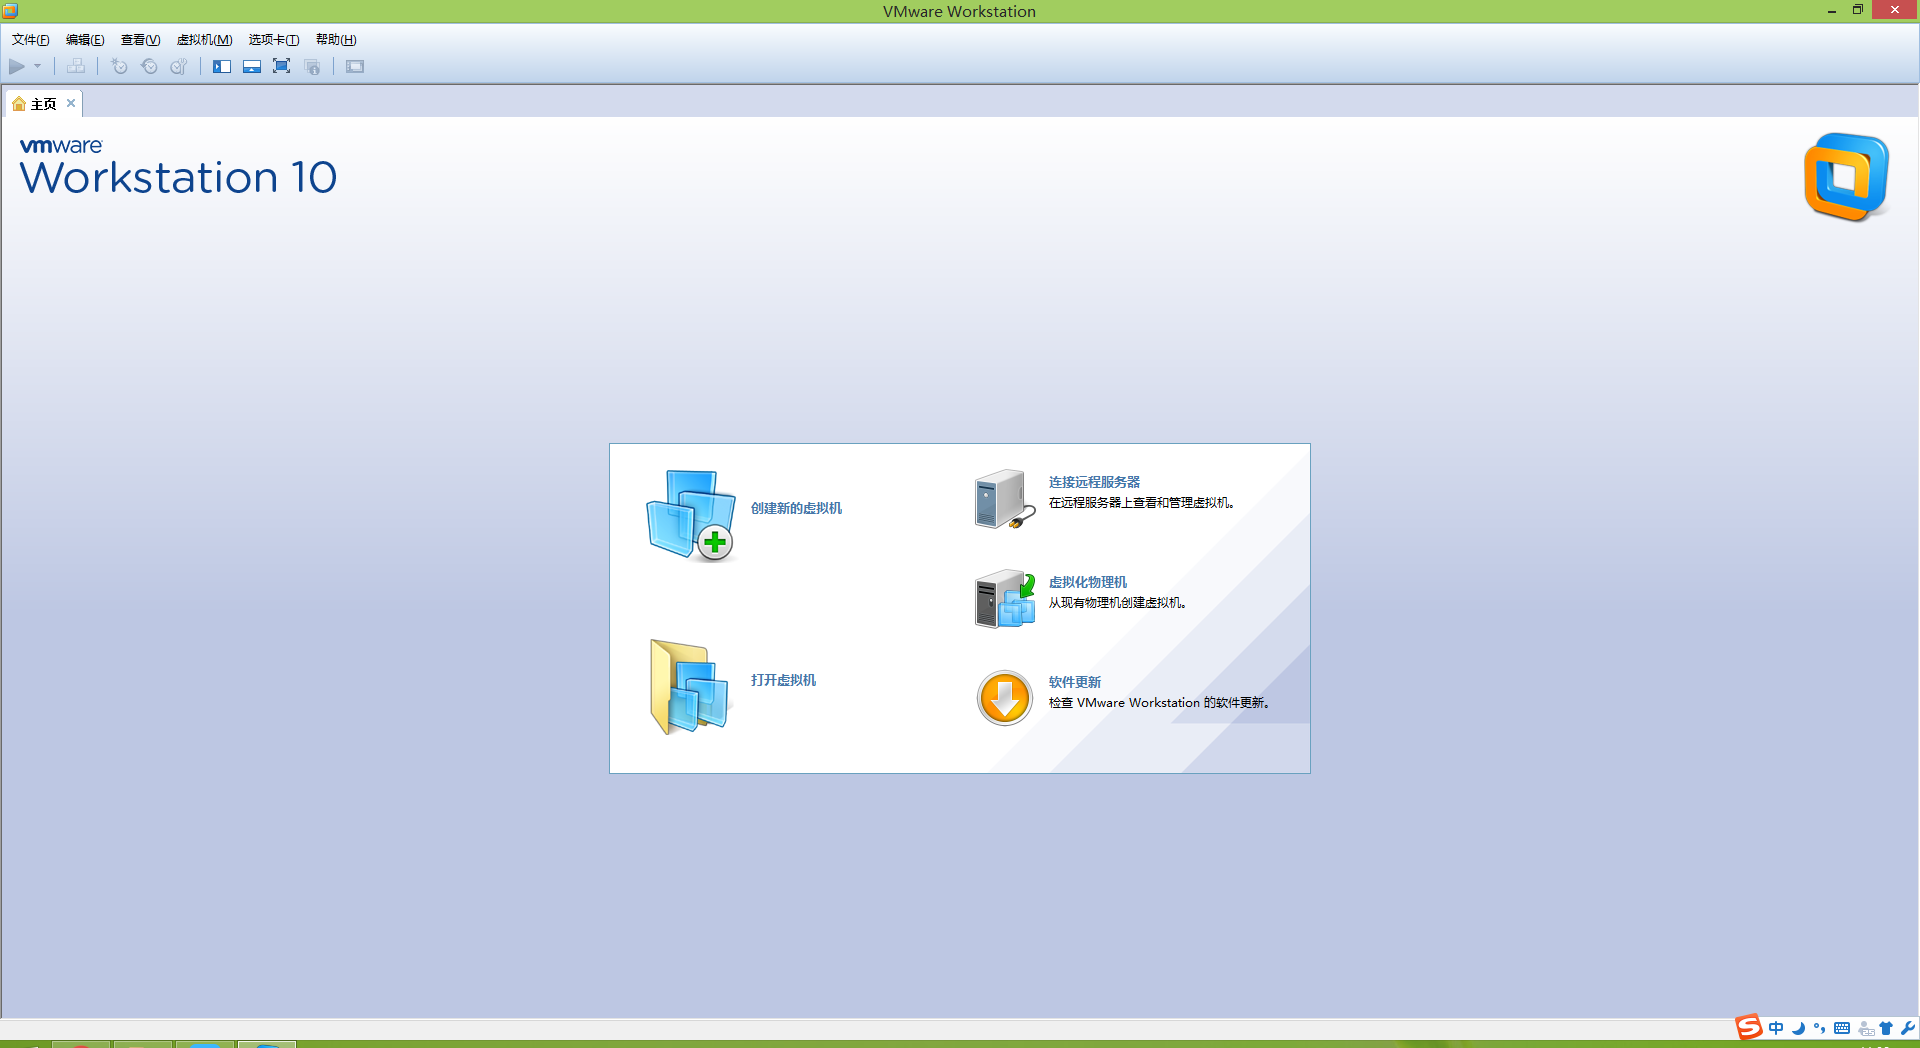 VMware Workstation
文件(F) 编辑(E) 查看(V) 虚拟机(M) 选项卡(T) 帮助(H)
主页
vmware
Workstation 10
创建新的虚拟机
连接远程服务器
在远程服务器上查看和管理虚拟机。
虚拟化物理机
从现有物理机创建虚拟机。
打开虚拟机
软件更新
检查 VMware Workstation 的软件更新。
中